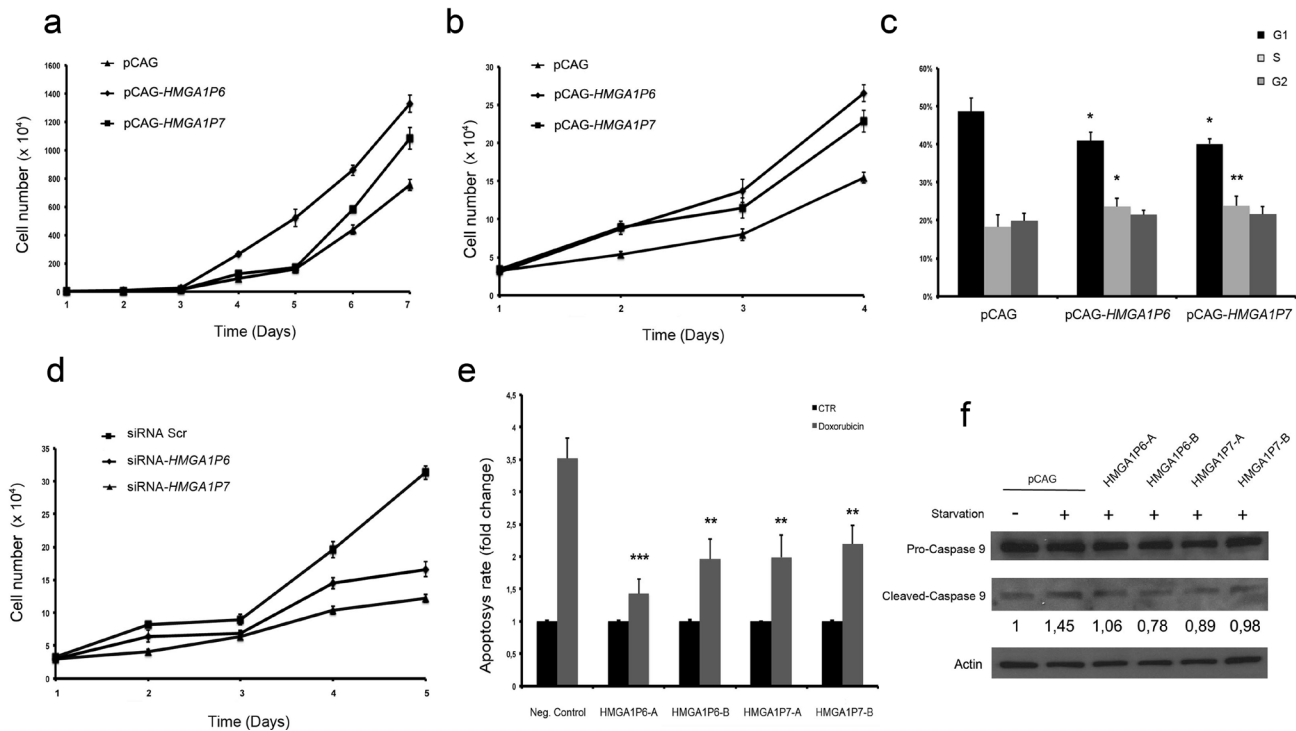 a
pCAG
pCAG-HMGA1P6
pCAG-HMGA1P7
Cell number (x 10⁴)
1600
1400
1200
1000
800
600
400
200
0
1 2 3 4 5 6 7
Time (Days)
b
pCAG
pCAG-HMGA1P6
pCAG-HMGA1P7
Cell number (x 10⁴)
30
25
20
15
10
5
0
1 2 3 4
Time (Days)
c
G1
S
G2
60%
50%
40%
30%
20%
10%
0%
* * * **
pCAG pCAG-HMGA1P6 pCAG-HMGA1P7
d
siRNA Scr
siRNA-HMGA1P6
siRNA-HMGA1P7
Cell number (x 10⁴)
35
30
25
20
15
10
5
0
1 2 3 4 5
Time (Days)
e
CTR
Doxorubicin
Apoptosys rate (fold change)
4,5
4
3,5
3
2,5
2
1,5
1
0,5
0
*** ** ** **
Neg. Control HMGA1P6-A HMGA1P6-B HMGA1P7-A HMGA1P7-B
f
pCAG HMGA1P6-A HMGA1P6-B HMGA1P7-A HMGA1P7-B
Starvation - + + + + +
Pro-Caspase 9
Cleaved-Caspase 9
1 1,45 1,06 0,78 0,89 0,98
Actin